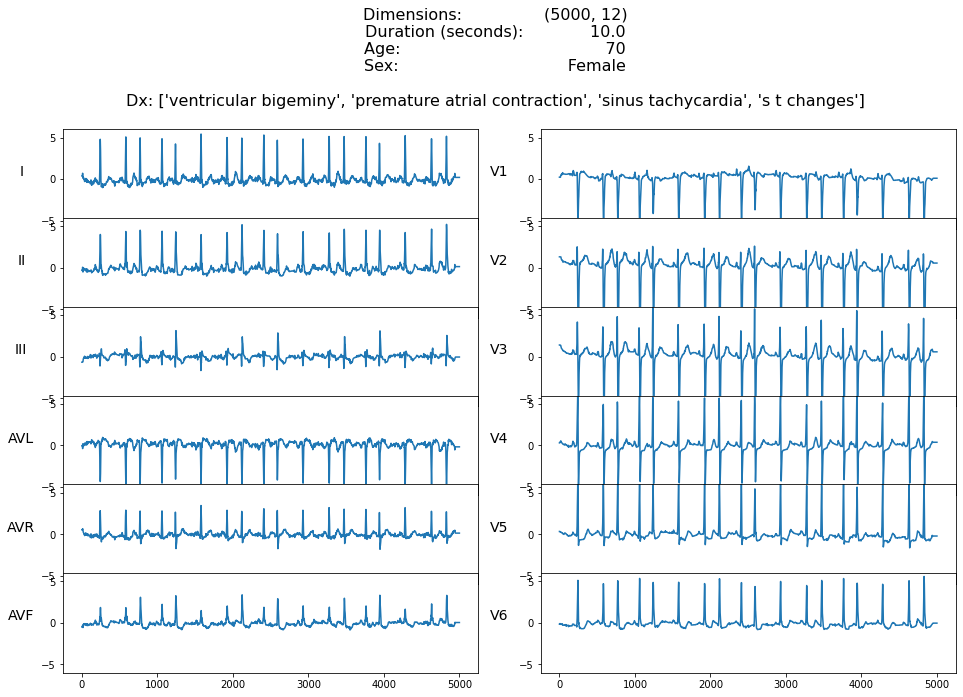 Dimensions: (5000, 12)
Duration (seconds): 10.0
Age: 70
Sex: Female
Dx: ['ventricular bigeminy', 'premature atrial contraction', 'sinus tachycardia', 's t changes']
I
5
0
−5
V1
5
0
−5
II
5
0
−5
V2
5
0
−5
III
5
0
−5
V3
5
0
−5
AVL
5
0
−5
V4
5
0
−5
AVR
5
0
−5
V5
5
0
−5
AVF
5
0
−5
V6
5
0
−5
0 1000 2000 3000 4000 5000
0 1000 2000 3000 4000 5000